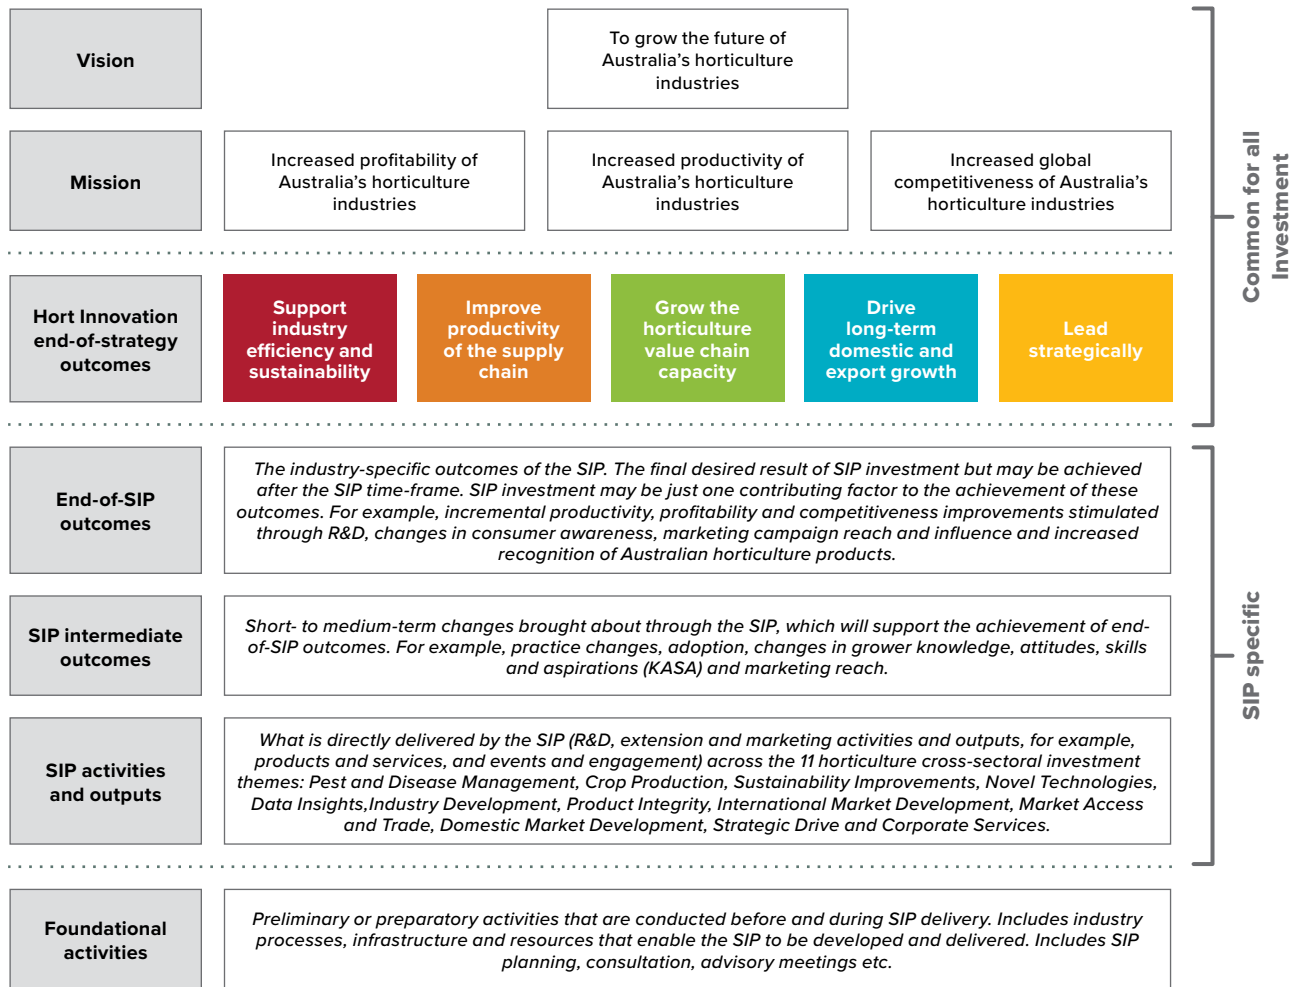 Vision
To grow the future of
Australia’s horticulture
industries
Mission
Increased profitability of
Australia’s horticulture
industries
Increased productivity of
Australia’s horticulture
industries
Increased global
competitiveness of Australia’s
horticulture industries
Common for all
Investment
Hort Innovation
end-of-strategy
outcomes
Support
industry
efficiency and
sustainability
Improve
productivity
of the supply
chain
Grow the
horticulture
value chain
capacity
Drive
long-term
domestic and
export growth
Lead
strategically
End-of-SIP
outcomes
The industry-specific outcomes of the SIP. The final desired result of SIP investment but may be achieved
after the SIP time-frame. SIP investment may be just one contributing factor to the achievement of these
outcomes. For example, incremental productivity, profitability and competitiveness improvements stimulated
through R&D, changes in consumer awareness, marketing campaign reach and influence and increased
recognition of Australian horticulture products.
SIP intermediate
outcomes
Short- to medium-term changes brought about through the SIP, which will support the achievement of end-
of-SIP outcomes. For example, practice changes, adoption, changes in grower knowledge, attitudes, skills
and aspirations (KASA) and marketing reach.
SIP specific
SIP activities
and outputs
What is directly delivered by the SIP (R&D, extension and marketing activities and outputs, for example,
products and services, and events and engagement) across the 11 horticulture cross-sectoral investment
themes: Pest and Disease Management, Crop Production, Sustainability Improvements, Novel Technologies,
Data Insights,Industry Development, Product Integrity, International Market Development, Market Access
and Trade, Domestic Market Development, Strategic Drive and Corporate Services.
Foundational
activities
Preliminary or preparatory activities that are conducted before and during SIP delivery. Includes industry
processes, infrastructure and resources that enable the SIP to be developed and delivered. Includes SIP
planning, consultation, advisory meetings etc.